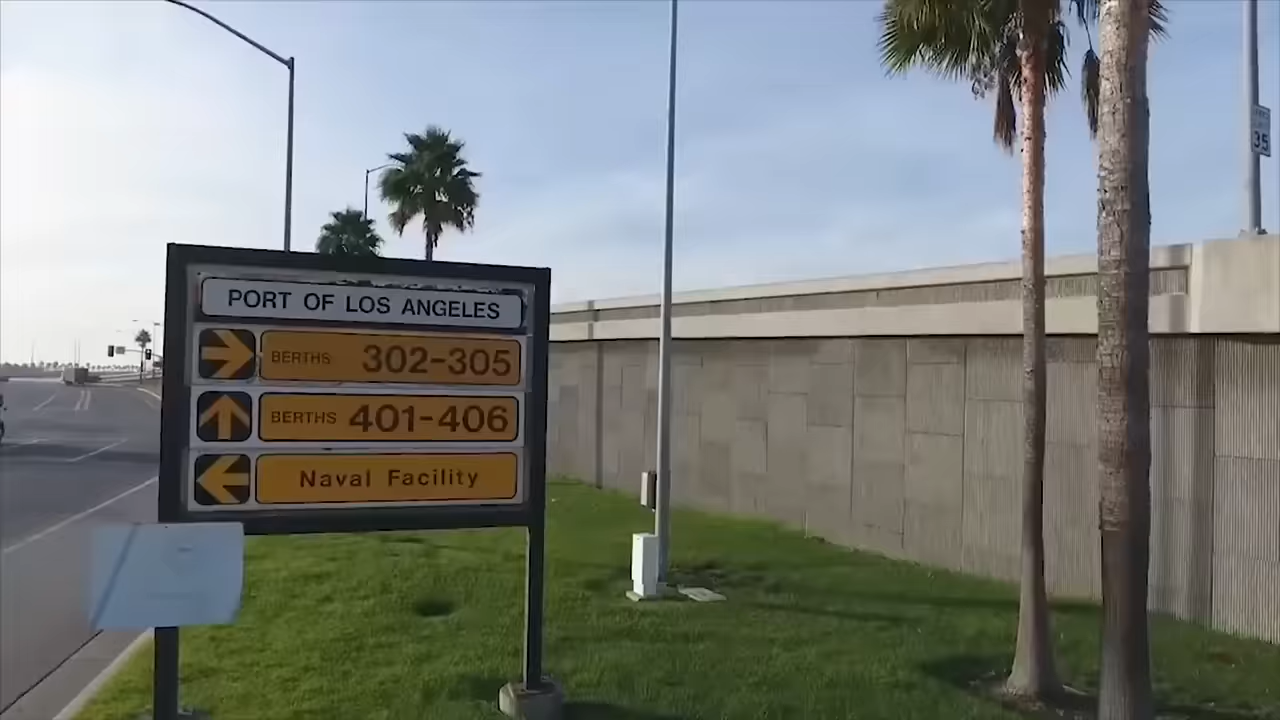 PORT OF LOS ANGELES
BERTHS 302-305
BERTHS 401-406
Naval Facility
35